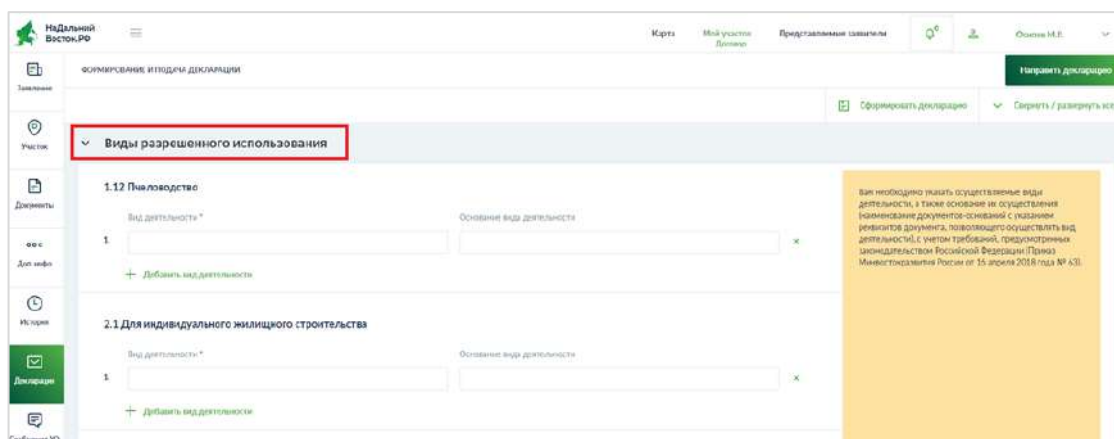 НаДальний
Восток.РФ
Карта
Мой участок
Представляемые заявители
0
ФОРМИРОВАНИЕ И ПОДАЧА ДЕКЛАРАЦИИ
Направить декларацию
Заявление
Сформировать декларацию
Свернуть / развернуть все
Участок
Виды разрешенного использования
Документы
1.12 Пчеловодство
Вид деятельности *
Основание вида деятельности
1
Добавить вид деятельности
Вам необходимо указать осуществляемые виды
деятельности, а также основание их осуществления
(наименование документов-оснований с указанием
реквизитов документа, позволяющего осуществлять вид
деятельности), с учетом требований, предусмотренных
законодательством Российской Федерации (Приказ
Минвостокразвития России от 16 апреля 2018 года № 63).
Доп. инфо
История
2.1 Для индивидуального жилищного строительства
Вид деятельности *
Основание вида деятельности
1
Добавить вид деятельности
Декларация